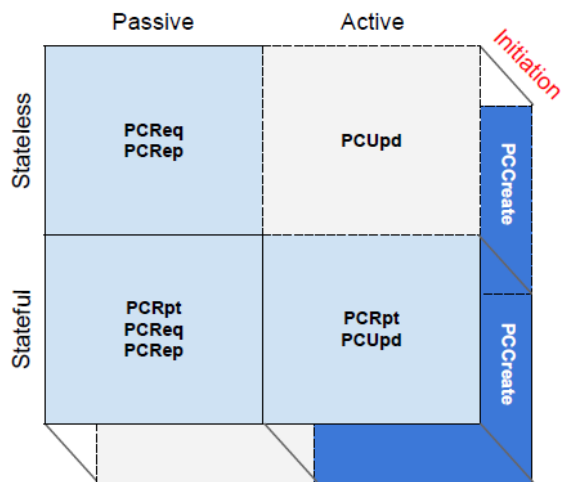 Passive
Active
Initiation
Stateless
PCReq
PCRep
PCUpd
PCCreate
Stateful
PCRpt
PCReq
PCRep
PCRpt
PCUpd
PCCreate